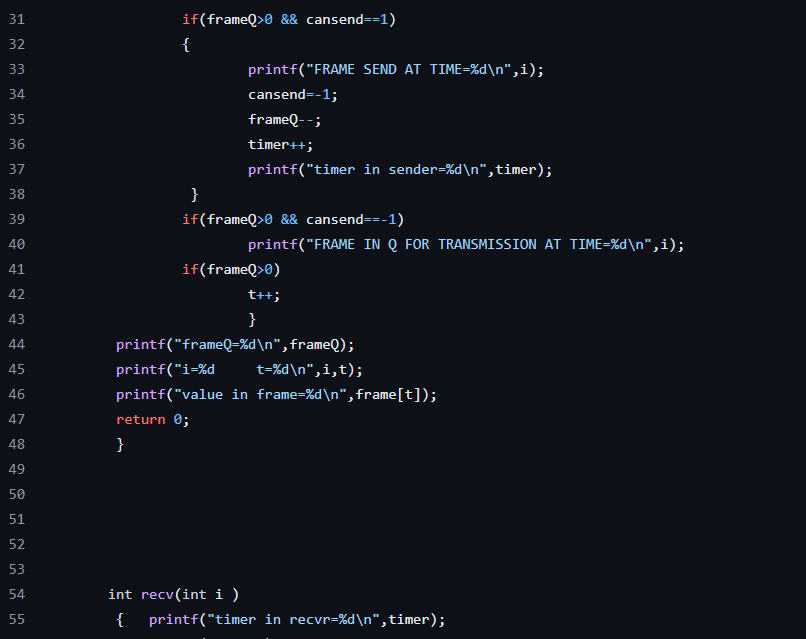 31 if(frameQ>0 && cansend==1)
32 {
33 printf("FRAME SEND AT TIME=%d\n",i);
34 cansend=-1;
35 frameQ--;
36 timer++;
37 printf("timer in sender=%d\n",timer);
38 }
39 if(frameQ>0 && cansend==-1)
40 printf("FRAME IN Q FOR TRANSMISSION AT TIME=%d\n",i);
41 if(frameQ>0)
42 t++;
43 }
44 printf("frameQ=%d\n",frameQ);
45 printf("i=%d     t=%d\n",i,t);
46 printf("value in frame=%d\n",frame[t]);
47 return 0;
48 }
49
50
51
52
53
54 int recv(int i )
55 {   printf("timer in recvr=%d\n",timer);